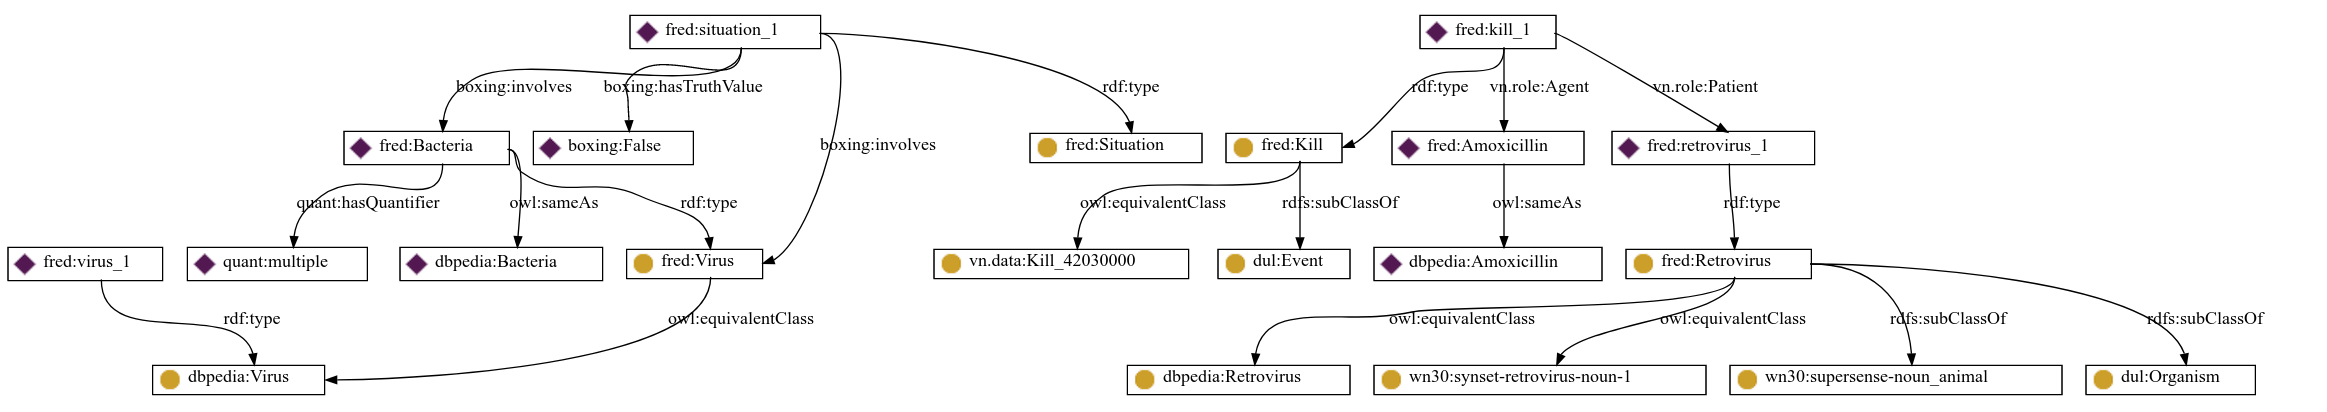 fred:situation_1
fred:kill_1
boxing:involves
boxing:hasTruthValue
rdf:type
rdf:type
vn.role:Agent
vn.role:Patient
fred:Bacteria
boxing:False
boxing:involves
fred:Situation
fred:Kill
fred:Amoxicillin
fred:retrovirus_1
quant:hasQuantifier
owl:sameAs
rdf:type
owl:equivalentClass
rdfs:subClassOf
owl:sameAs
rdf:type
fred:virus_1
quant:multiple
dbpedia:Bacteria
fred:Virus
vn.data:Kill_42030000
dul:Event
dbpedia:Amoxicillin
fred:Retrovirus
rdf:type
owl:equivalentClass
owl:equivalentClass
owl:equivalentClass
rdfs:subClassOf
rdfs:subClassOf
dbpedia:Virus
dbpedia:Retrovirus
wn30:synset-retrovirus-noun-1
wn30:supersense-noun_animal
dul:Organism